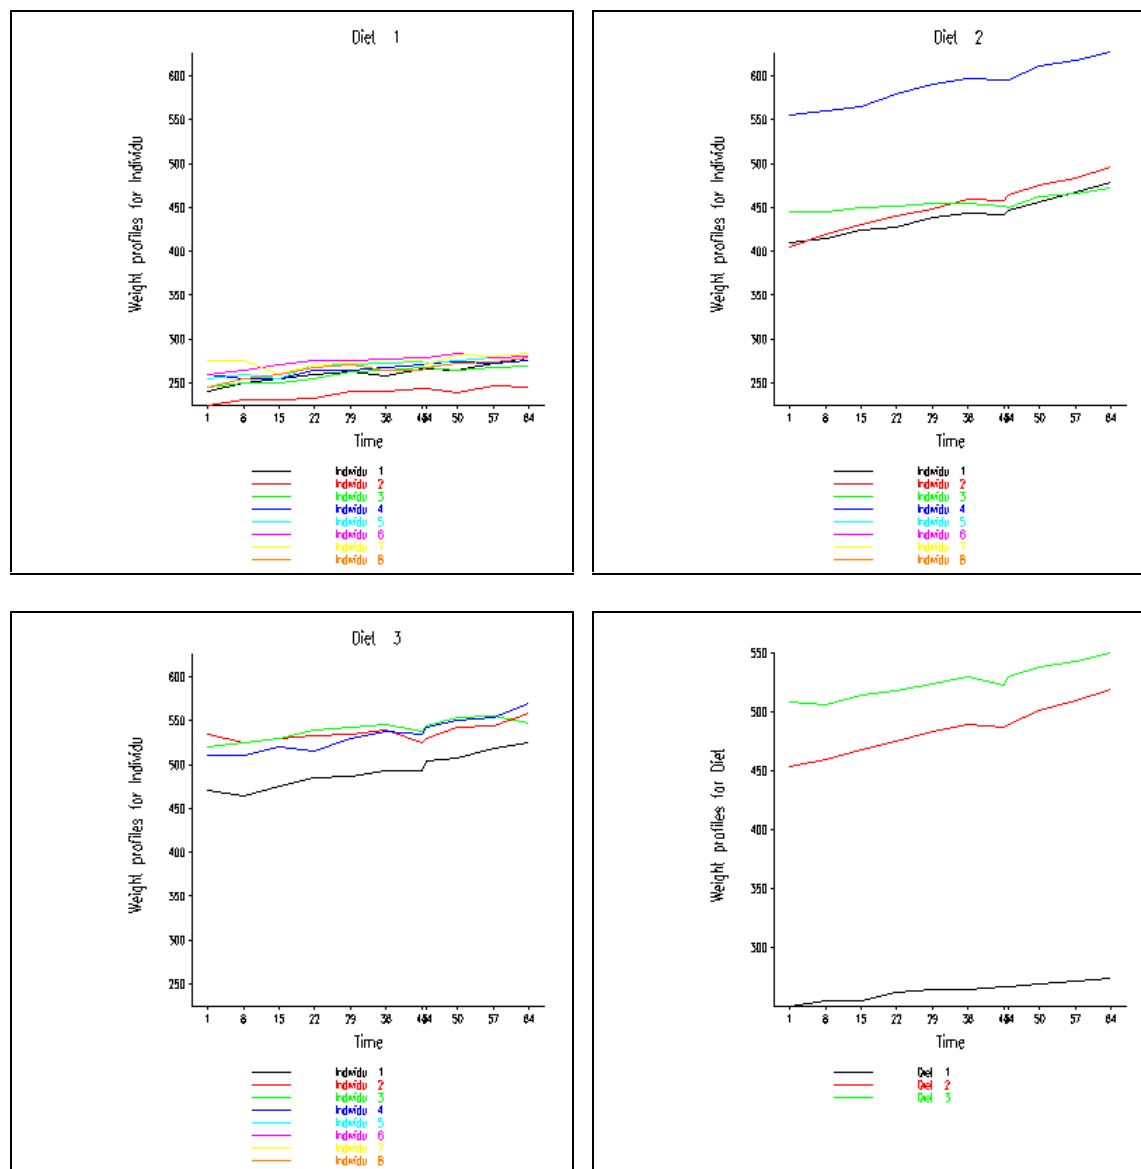 Diet 1
Weight profiles for Individu
600
550
500
450
400
350
300
250
1 8 15 22 29 36 50 57 64
Time
Individu 1
Individu 2
Individu 3
Individu 4
Individu 5
Individu 6
Individu 7
Individu 8
Diet 2
Weight profiles for Individu
600
550
500
450
400
350
300
250
1 8 15 22 29 36 50 57 64
Time
Individu 1
Individu 2
Individu 3
Individu 4
Individu 5
Individu 6
Individu 7
Individu 8
Diet 3
Weight profiles for Individu
600
550
500
450
400
350
300
250
1 8 15 22 29 36 50 57 64
Time
Individu 1
Individu 2
Individu 3
Individu 4
Individu 5
Individu 6
Individu 7
Individu 8
Weight profiles for Diet
550
500
450
400
350
300
1 8 15 22 29 36 50 57 64
Time
Diet 1
Diet 2
Diet 3